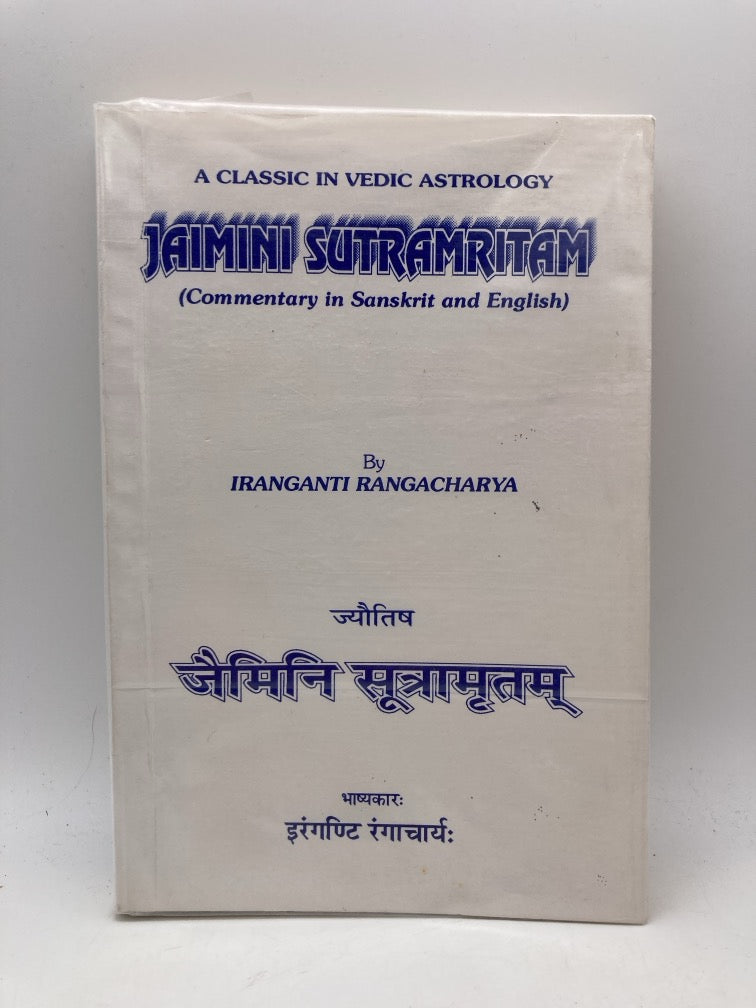 A CLASSIC IN VEDIC ASTROLOGY
JAIMINI SUTRAMRITAM
(Commentary in Sanskrit and English)
By
IRANGANTI RANGACHARYA
ज्यौतिष
जैमिनि सूत्रामृतम्
भाष्यकारः
इरंगण्टि रंगाचार्यः